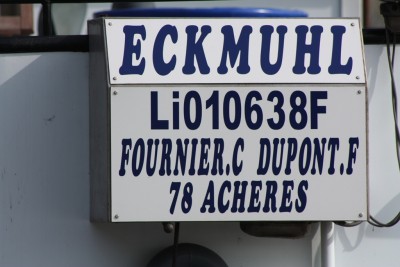 ECKMUHL
Li010638F
FOURNIER.C DUPONT.F
78 ACHERES